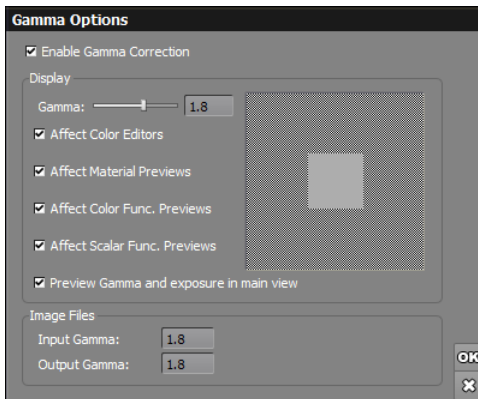 Gamma Options
Enable Gamma Correction
Display
Gamma: 1.8
Affect Color Editors
Affect Material Previews
Affect Color Func. Previews
Affect Scalar Func. Previews
Preview Gamma and exposure in main view
Image Files
Input Gamma: 1.8
Output Gamma: 1.8
OK